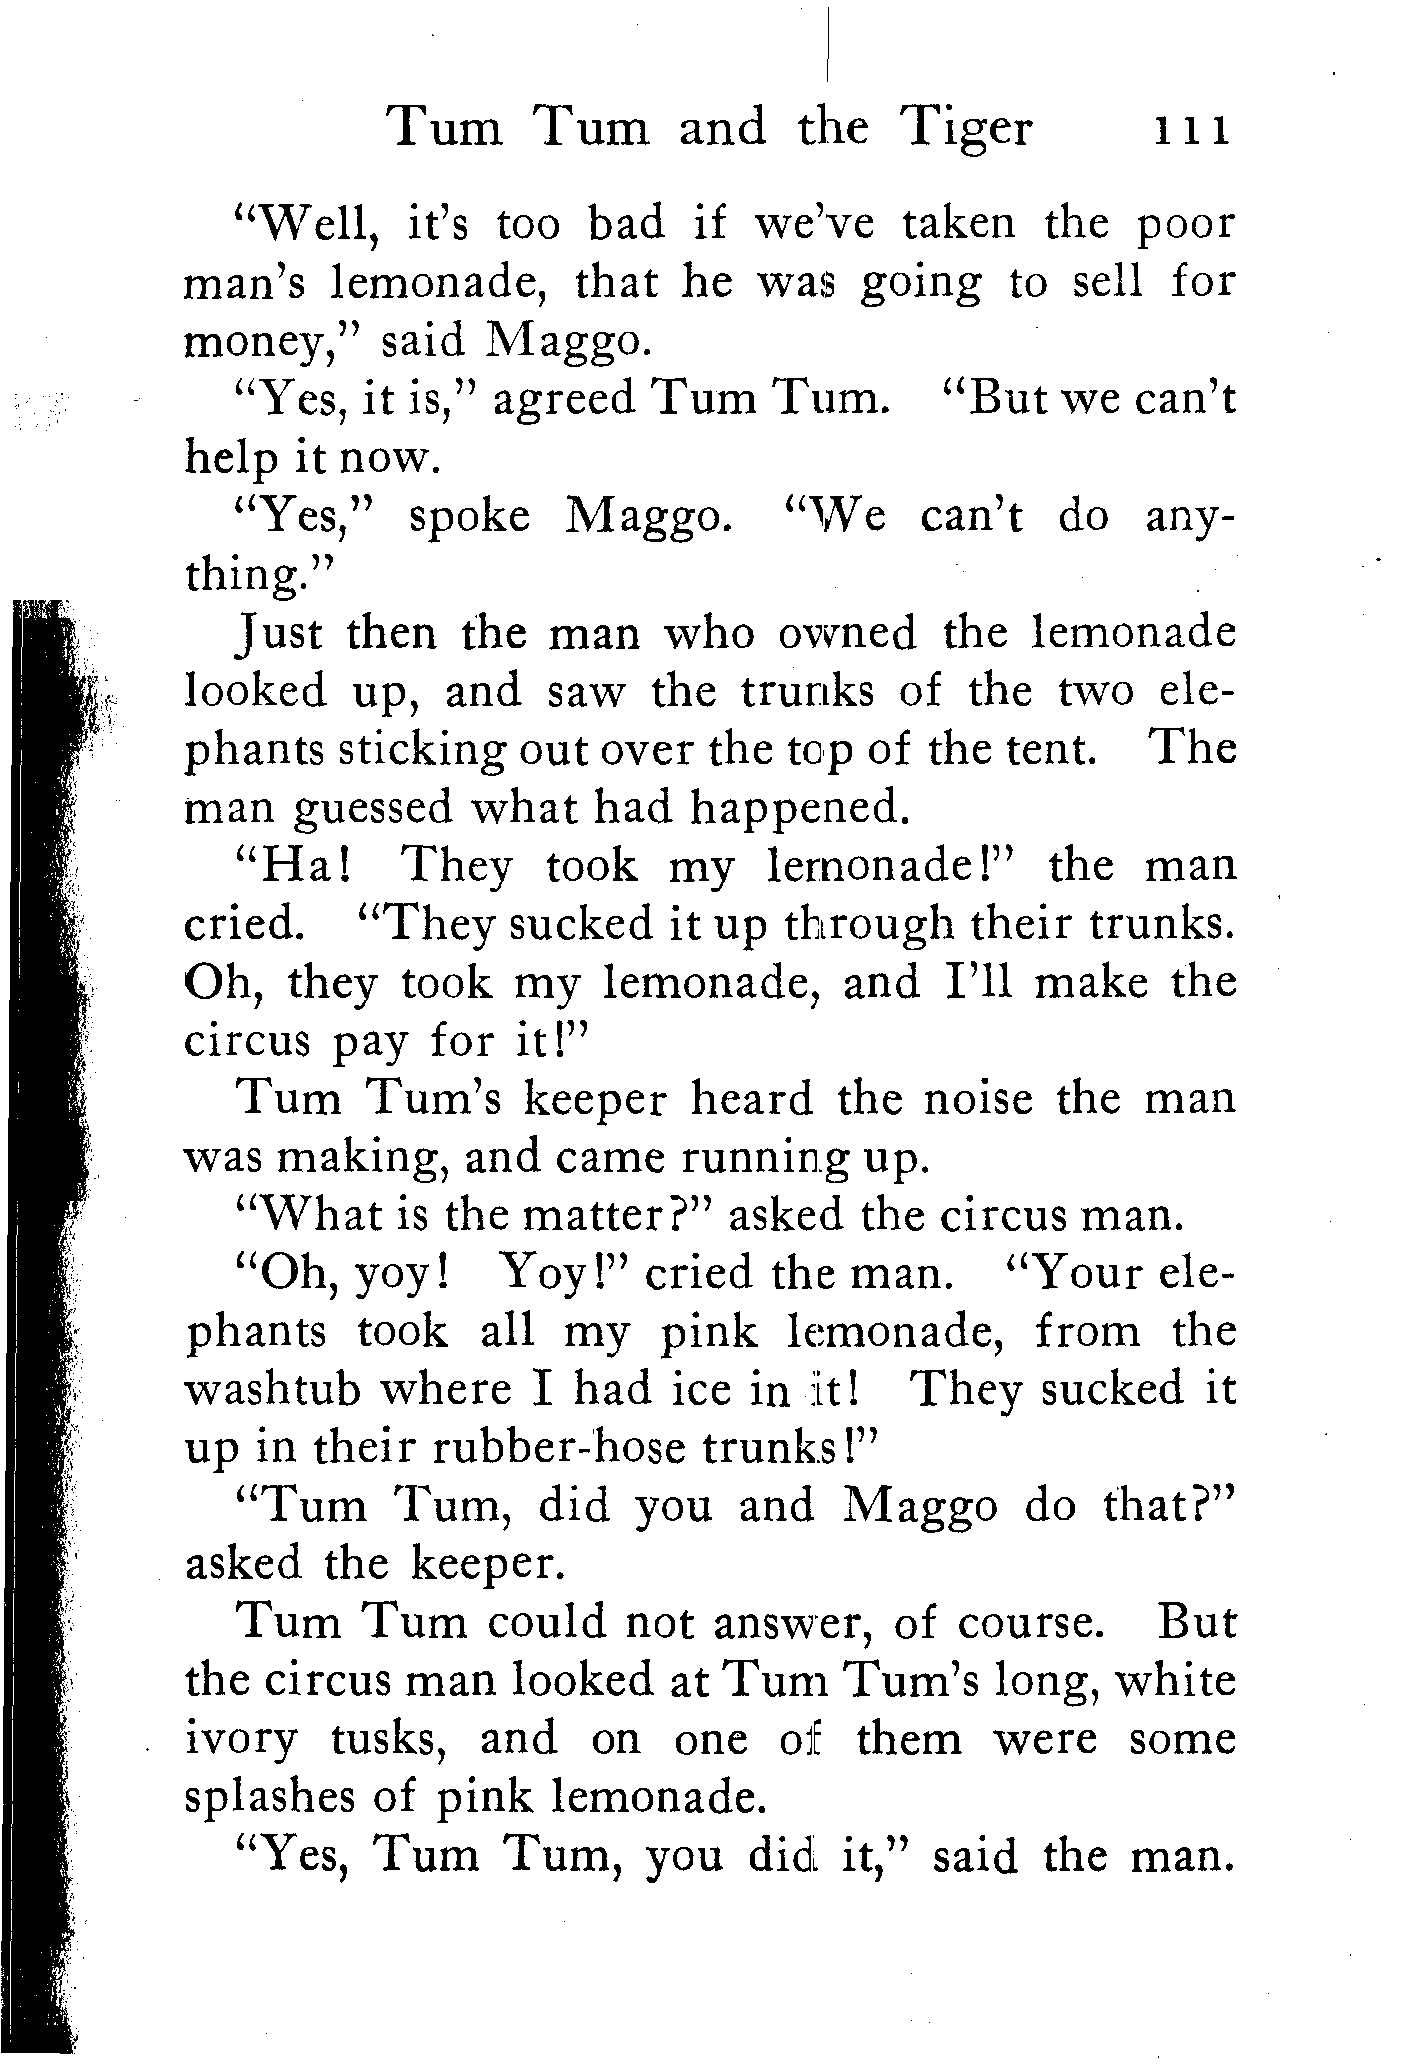 Tum Tum and the Tiger 111
"Well, it's too bad if we've taken the poor
man's lemonade, that he was going to sell for
money," said Maggo.
"Yes, it is," agreed Tum Tum. "But we can't
help it now.
"Yes," spoke Maggo. "We can't do any-
thing."
Just then the man who owned the lemonade
looked up, and saw the trunks of the two ele-
phants sticking out over the top of the tent. The
man guessed what had happened.
"Ha! They took my lemonade!" the man
cried. "They sucked it up through their trunks.
Oh, they took my lemonade, and I'll make the
circus pay for it!"
Tum Tum's keeper heard the noise the man
was making, and came running up.
"What is the matter?" asked the circus man.
"Oh, yoy! Yoy!" cried the man. "Your ele-
phants took all my pink lemonade, from the
washtub where I had ice in it! They sucked it
up in their rubber-hose trunks!"
"Tum Tum, did you and Maggo do that?"
asked the keeper.
Tum Tum could not answer, of course. But
the circus man looked at Tum Tum's long, white
ivory tusks, and on one of them were some
splashes of pink lemonade.
"Yes, Tum Tum, you did it," said the man.